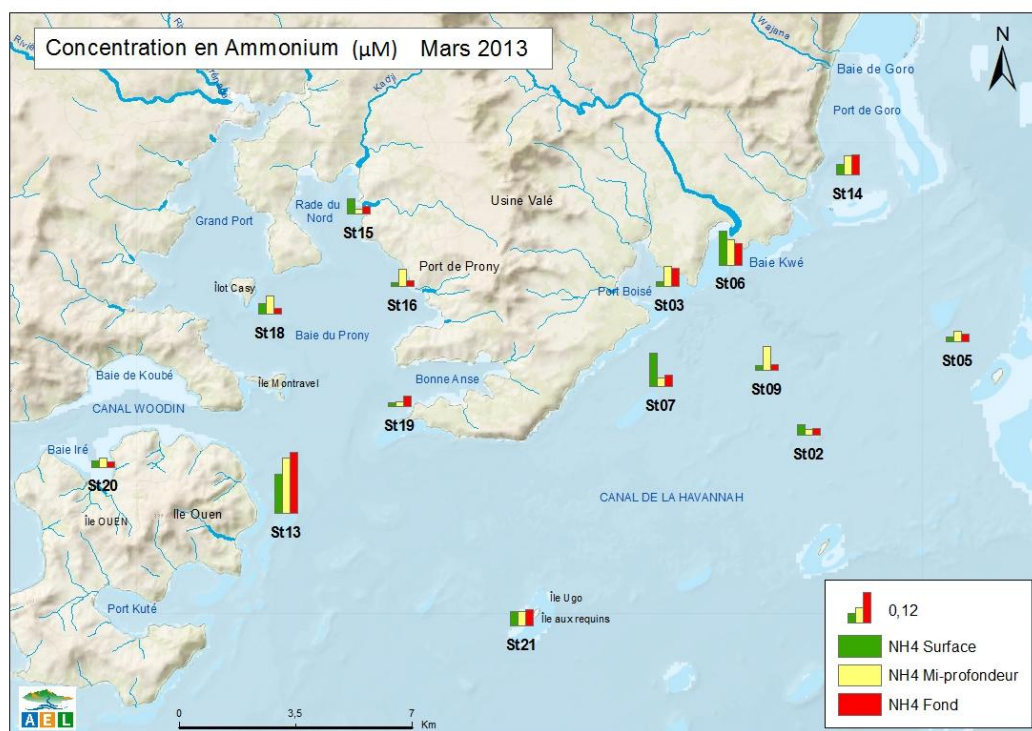 Concentration en Ammonium (µM) Mars 2013
Wajana
N
Kadji
Baie de Goro
Port de Goro
St14
Rade du
Nord
Usine Valé
Grand Port
St15
Port de Prony
Baie Kwé
St06
Îlot Casy
St16
Port Boisé
St03
St18
Baie du Prony
St05
Baie de Koubé
Île Montravel
Bonne Anse
St07
St09
CANAL WOODIN
St19
St02
Baie Iré
St20
CANAL DE LA HAVANNAH
Île OUEN
Île Ouen
St13
Port Kuté
Île Ugo
Île aux requins
St21
0,12
NH4 Surface
NH4 Mi-profondeur
NH4 Fond
A E L
0 3,5 7
Km